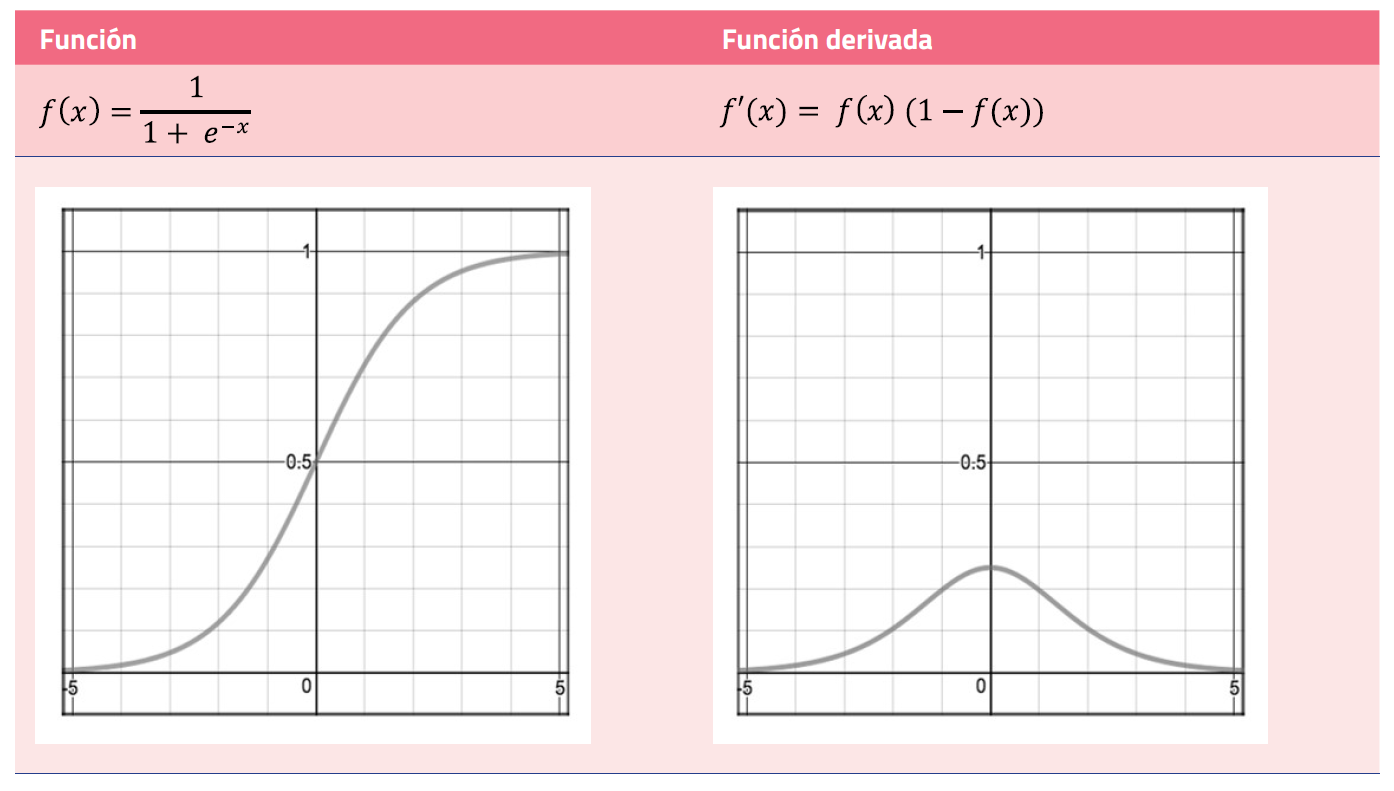 Función
Función derivada
f(x) = 1 / (1 + e^{-x})
f'(x) = f(x) (1 − f(x))
1
0.5
-5 0 5
1
0.5
-5 0 5